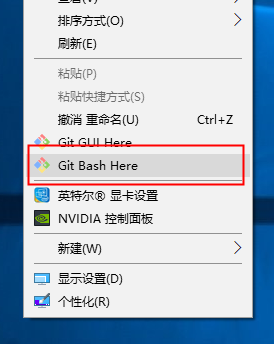 排序方式(O)
刷新(E)
粘贴(P)
粘贴快捷方式(S)
撤消 重命名(U) Ctrl+Z
Git GUI Here
Git Bash Here
英特尔® 显卡设置
NVIDIA 控制面板
新建(W)
显示设置(D)
个性化(R)